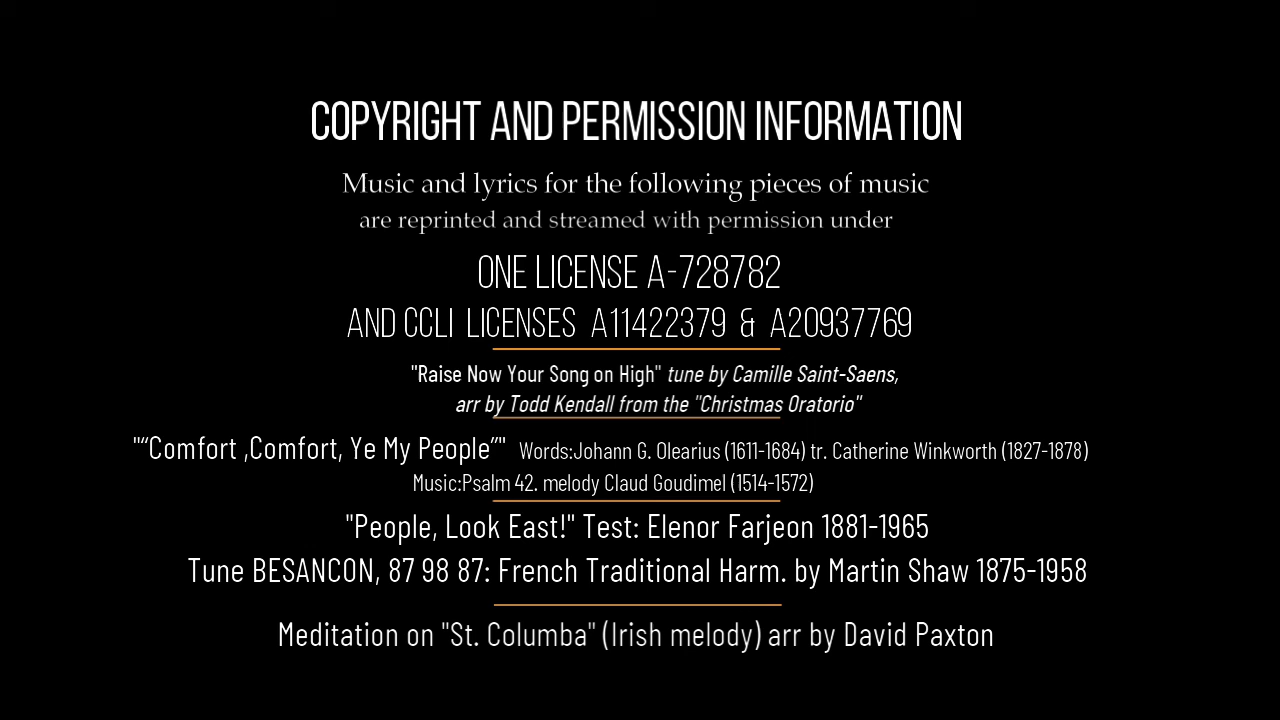 COPYRIGHT AND PERMISSION INFORMATION
Music and lyrics for the following pieces of music
are reprinted and streamed with permission under
ONE LICENSE A-728782
AND CCLI LICENSES A11422379 & A20937769
"Raise Now Your Song on High" tune by Camille Saint-Saens,
arr by Todd Kendall from the "Christmas Oratorio"
"“Comfort ,Comfort, Ye My People”" Words:Johann G. Olearius (1611-1684) tr. Catherine Winkworth (1827-1878)
Music:Psalm 42. melody Claud Goudimel (1514-1572)
"People, Look East!" Test: Elenor Farjeon 1881-1965
Tune BESANCON, 87 98 87: French Traditional Harm. by Martin Shaw 1875-1958
Meditation on "St. Columba" (Irish melody) arr by David Paxton